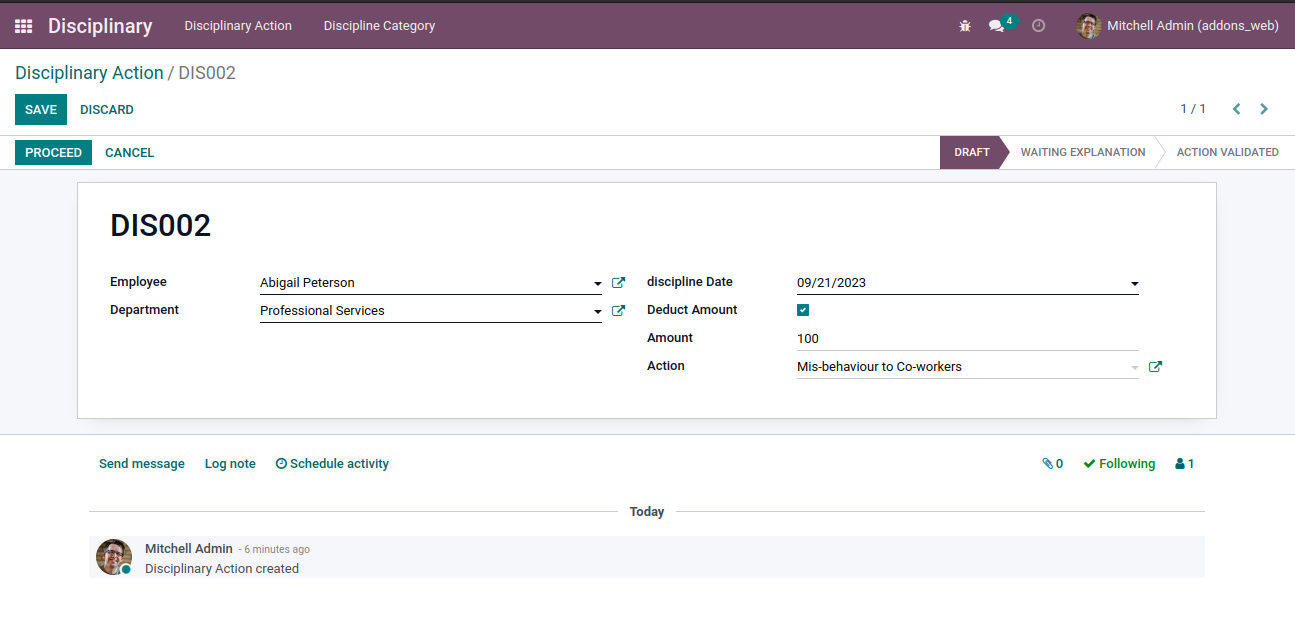 Disciplinary Disciplinary Action Discipline Category 4 Mitchell Admin (addons_web)
Disciplinary Action / DIS002
SAVE DISCARD 1 / 1
PROCEED CANCEL DRAFT WAITING EXPLANATION ACTION VALIDATED
DIS002
Employee Abigail Peterson discipline Date 09/21/2023
Department Professional Services Deduct Amount
Amount 100
Action Mis-behaviour to Co-workers
Send message Log note Schedule activity 0 Following 1
Today
Mitchell Admin - 6 minutes ago
Disciplinary Action created